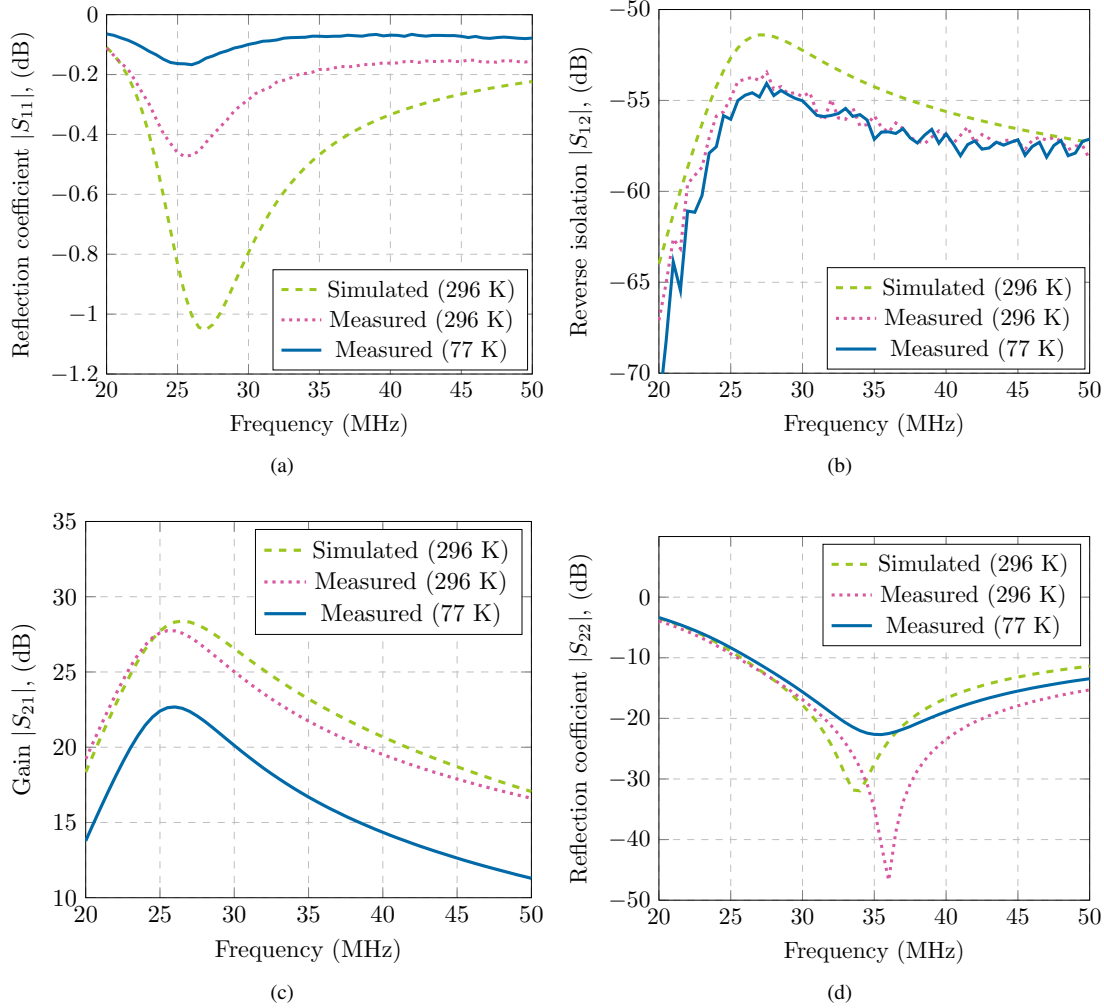 0
−0.2
−0.4
−0.6
−0.8
−1
−1.2
20 25 30 35 40 45 50
Reflection coefficient |S11|, (dB)
Frequency (MHz)
Simulated (296 K)
Measured (296 K)
Measured (77 K)
(a)
−50
−55
−60
−65
−70
20 25 30 35 40 45 50
Reverse isolation |S12|, (dB)
Frequency (MHz)
Simulated (296 K)
Measured (296 K)
Measured (77 K)
(b)
35
30
25
20
15
10
20 25 30 35 40 45 50
Gain |S21|, (dB)
Frequency (MHz)
Simulated (296 K)
Measured (296 K)
Measured (77 K)
(c)
0
−10
−20
−30
−40
−50
20 25 30 35 40 45 50
Reflection coefficient |S22|, (dB)
Frequency (MHz)
Simulated (296 K)
Measured (296 K)
Measured (77 K)
(d)